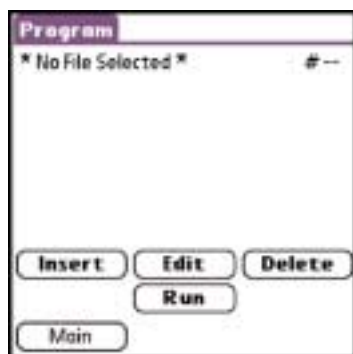 Program
* No File Selected * #--
Insert Edit Delete
Run
Main